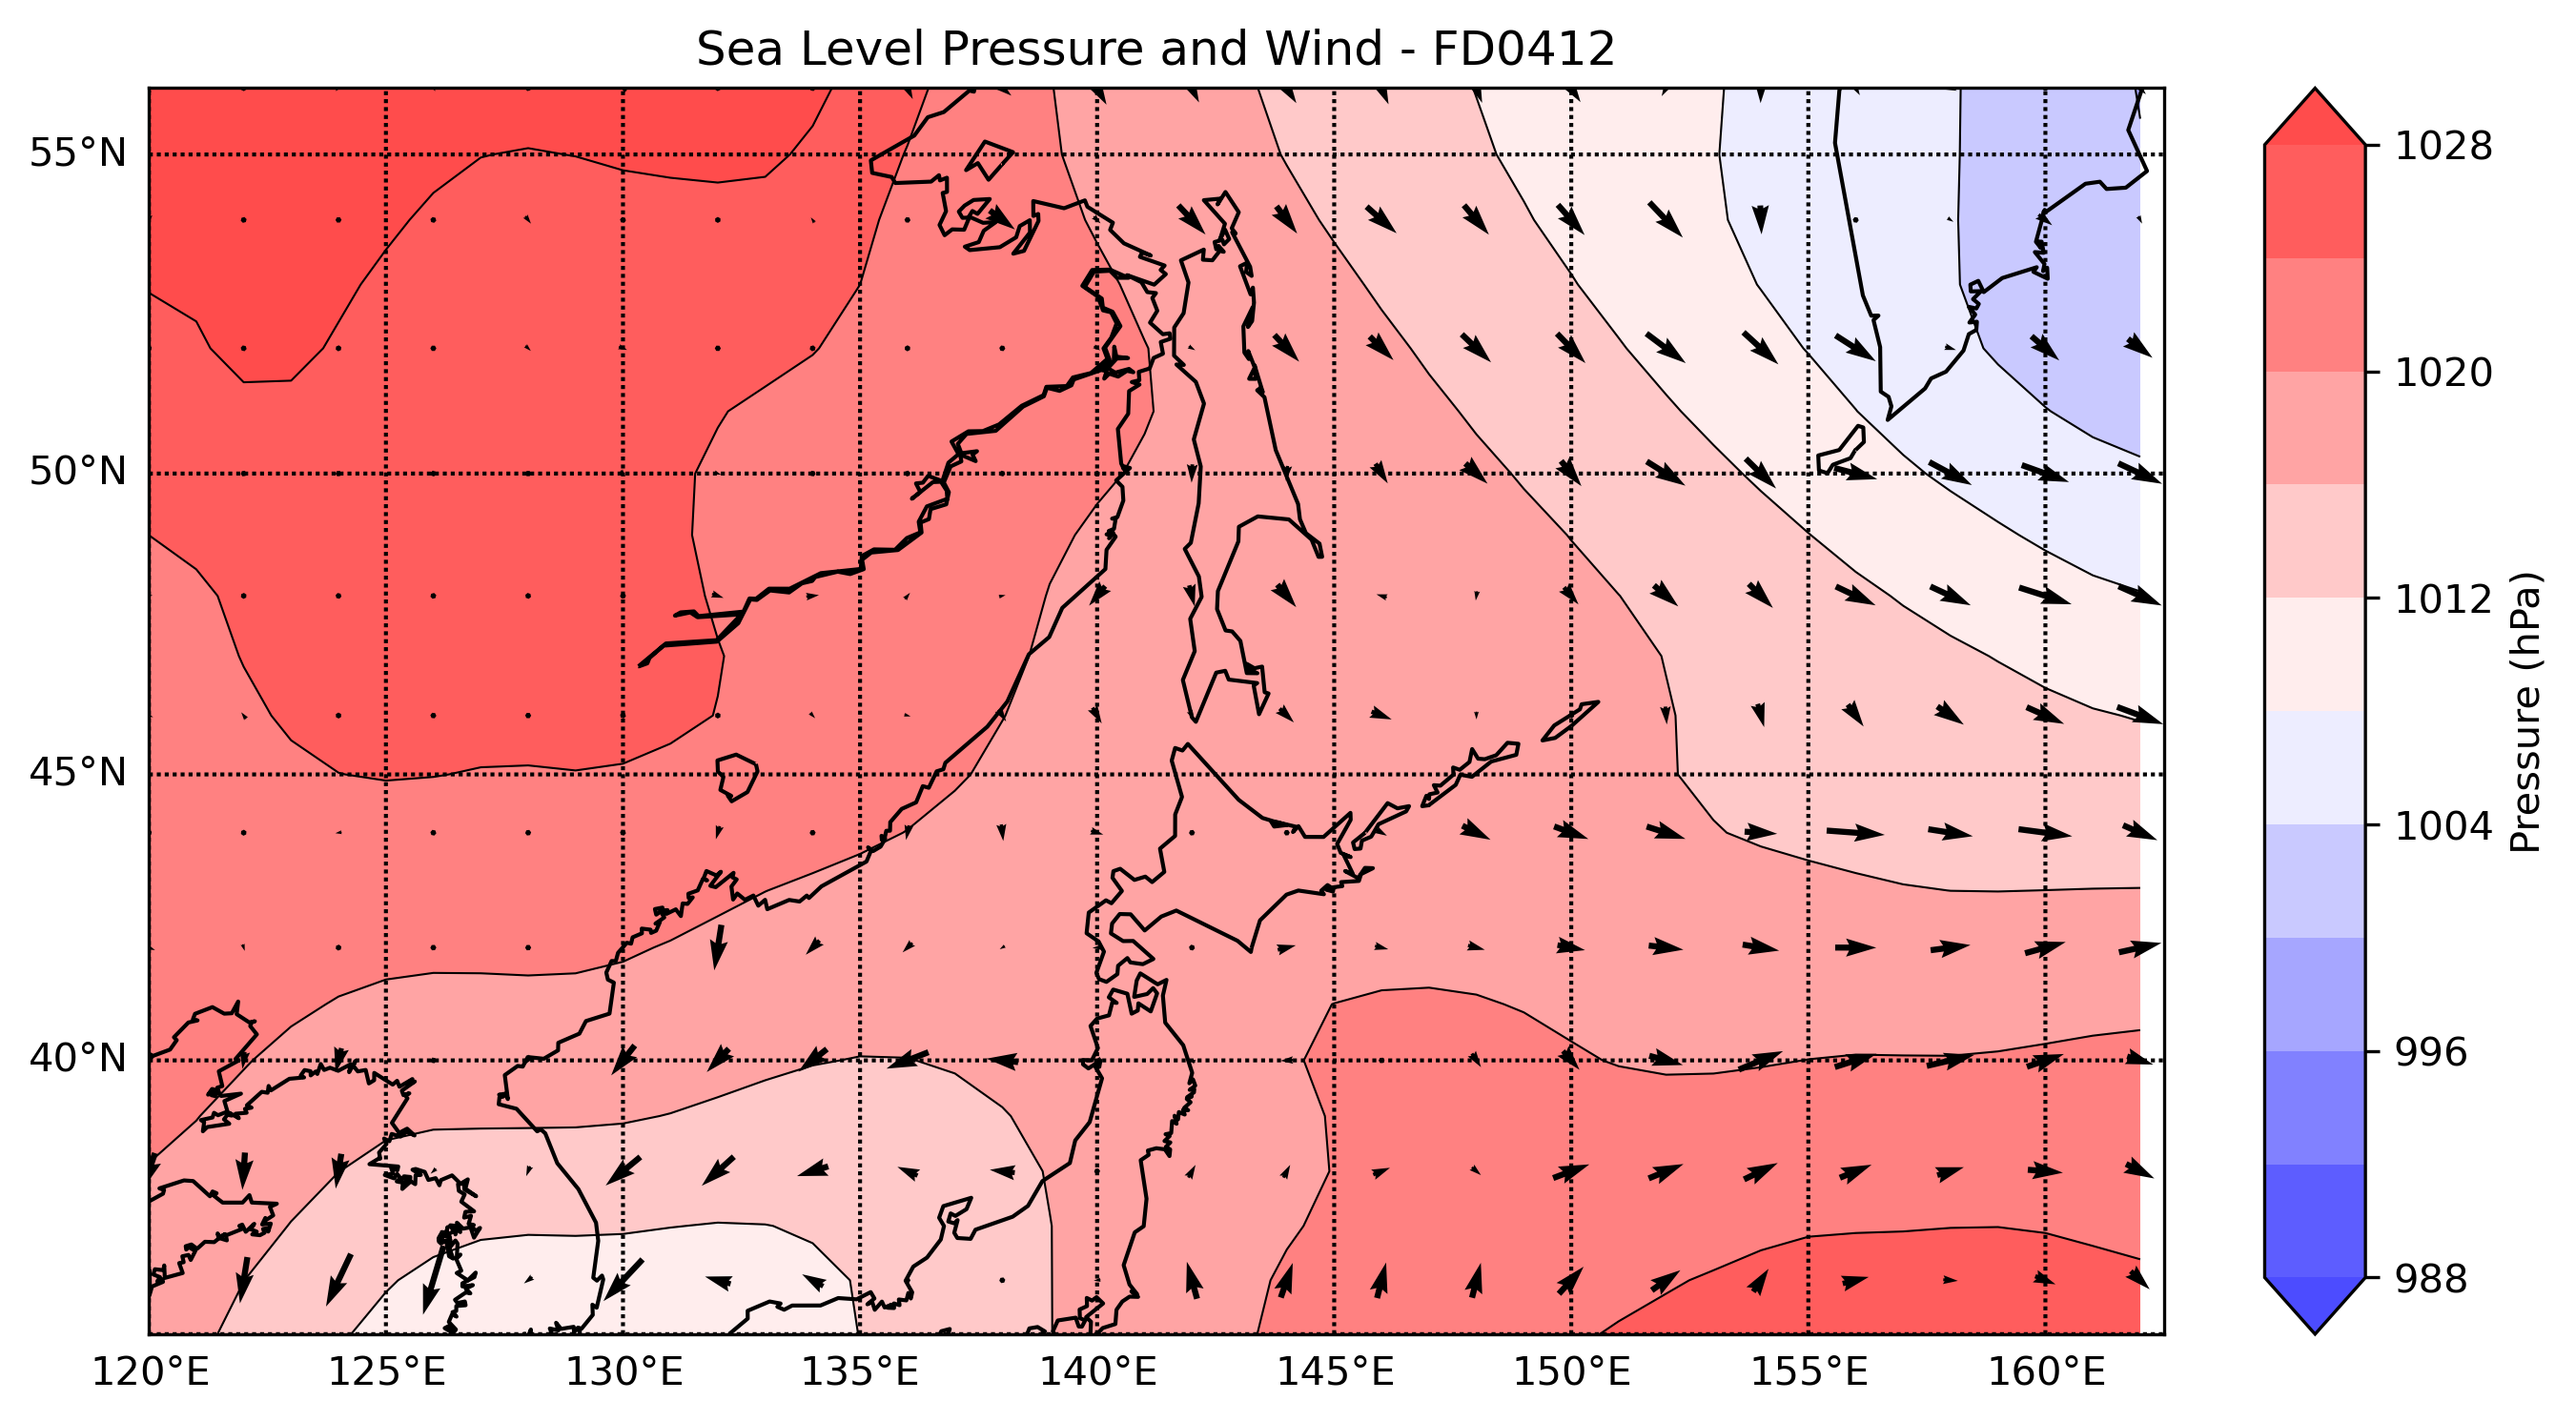 Sea Level Pressure and Wind - FD0412
55°N
50°N
45°N
40°N
120°E 125°E 130°E 135°E 140°E 145°E 150°E 155°E 160°E
1028
1020
1012
1004
996
988
Pressure (hPa)